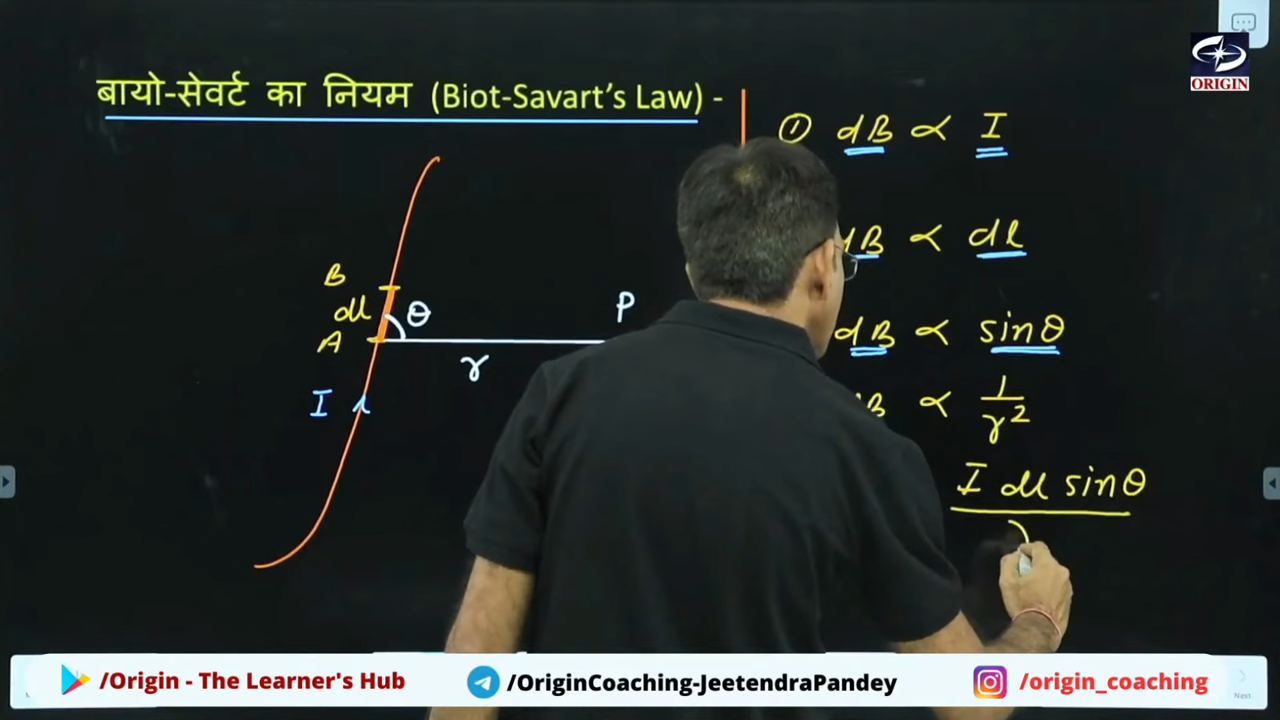 बायो-सेवर्ट का नियम (Biot-Savart's Law) -
ORIGIN
① dB ∝ I
dB ∝ dl
dB ∝ sinθ
B ∝ 1/r²
I dl sinθ
B
dl θ
A
P
r
I
/Origin - The Learner's Hub
/OriginCoaching-JeetendraPandey
/origin_coaching
Next